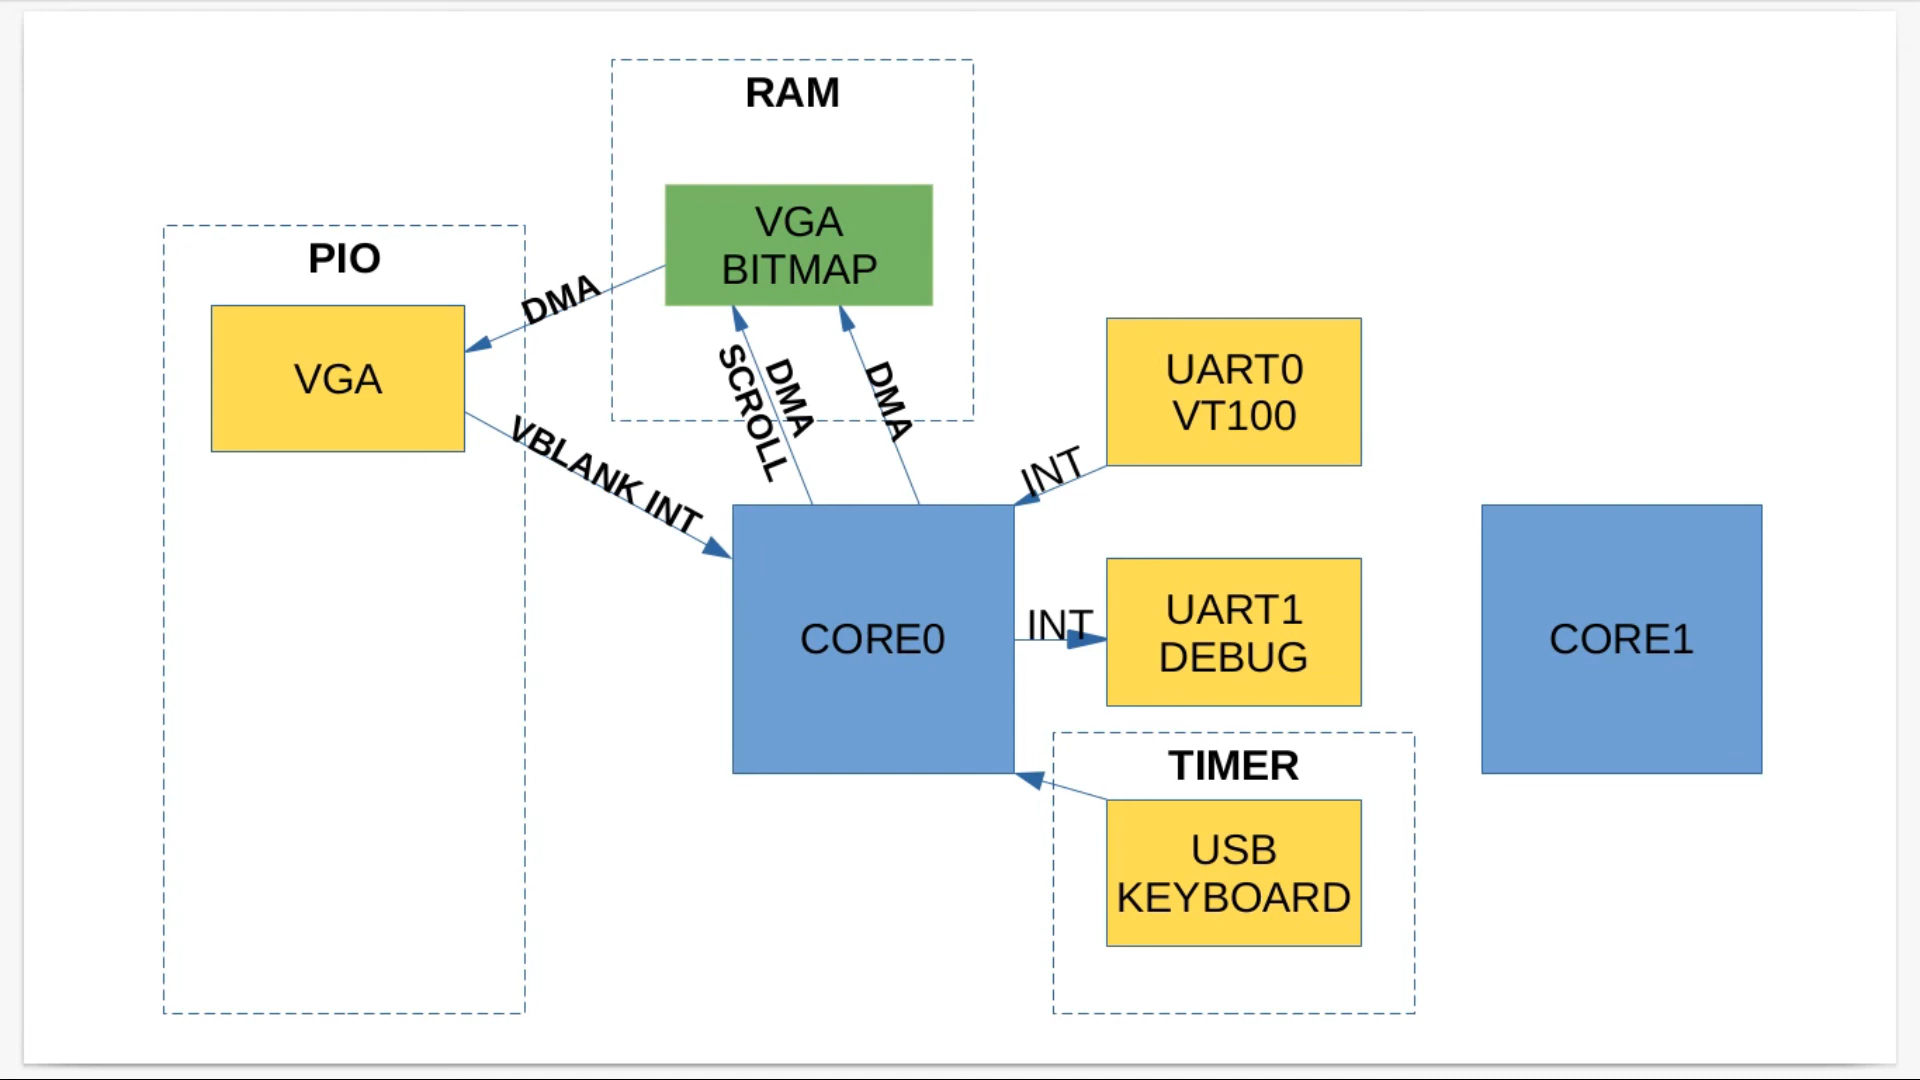 RAM
VGA
BITMAP
PIO
VGA
DMA
VBLANK INT
DMA
SCROLL
DMA
UART0
VT100
INT
CORE0
INT
UART1
DEBUG
CORE1
TIMER
USB
KEYBOARD